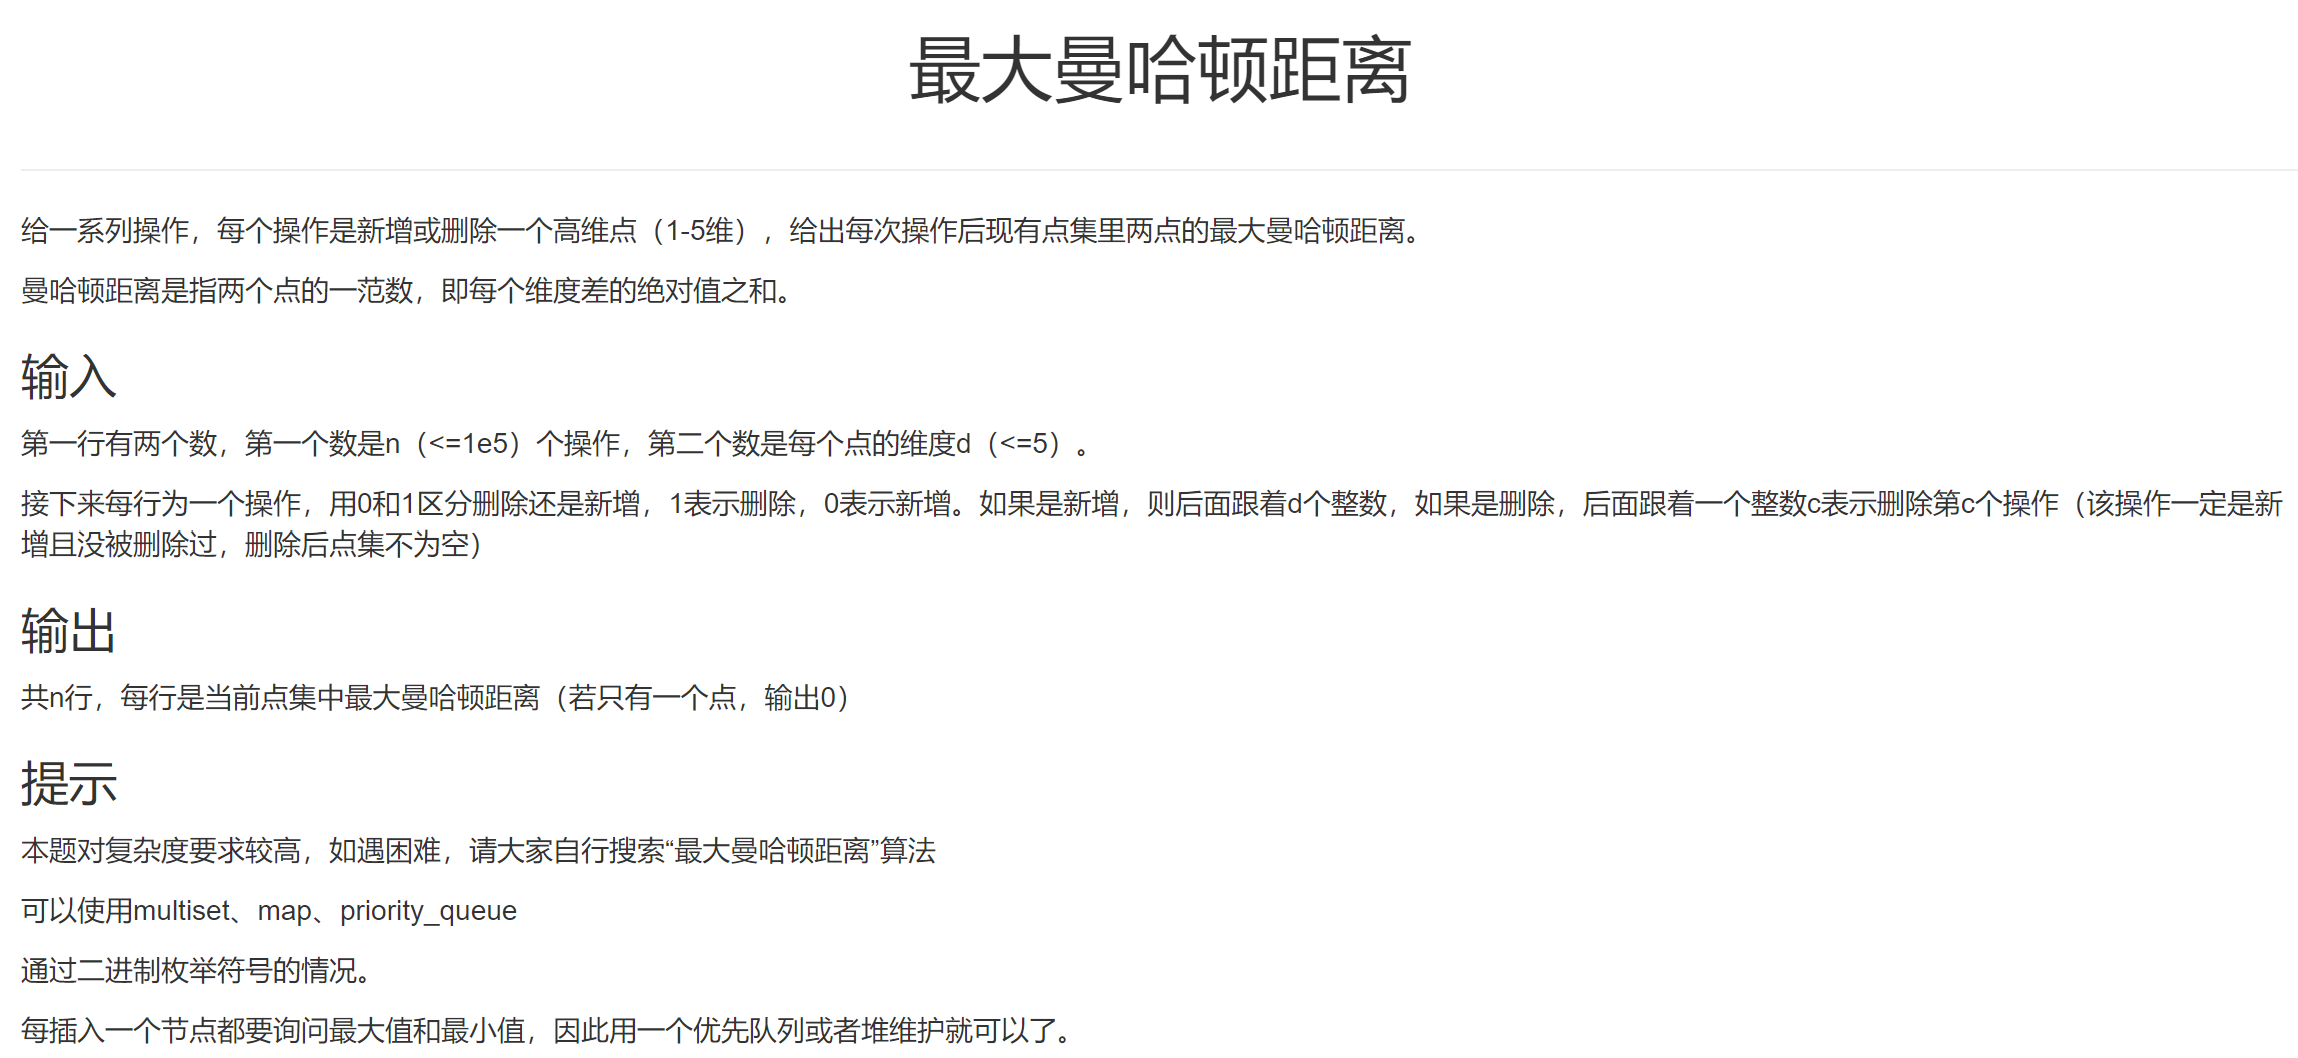 最大曼哈顿距离
给一系列操作，每个操作是新增或删除一个高维点（1-5维），给出每次操作后现有点集里两点的最大曼哈顿距离。
曼哈顿距离是指两个点的一范数，即每个维度差的绝对值之和。
输入
第一行有两个数，第一个数是n（<=1e5）个操作，第二个数是每个点的维度d（<=5）。
接下来每行为一个操作，用0和1区分删除还是新增，1表示删除，0表示新增。如果是新增，则后面跟着d个整数，如果是删除，后面跟着一个整数c表示删除第c个操作（该操作一定是新
增且没被删除过，删除后点集不为空）
输出
共n行，每行是当前点集中最大曼哈顿距离（若只有一个点，输出0）
提示
本题对复杂度要求较高，如遇困难，请大家自行搜索“最大曼哈顿距离”算法
可以使用multiset、map、priority_queue
通过二进制枚举符号的情况。
每插入一个节点都要询问最大值和最小值，因此用一个优先队列或者堆维护就可以了。